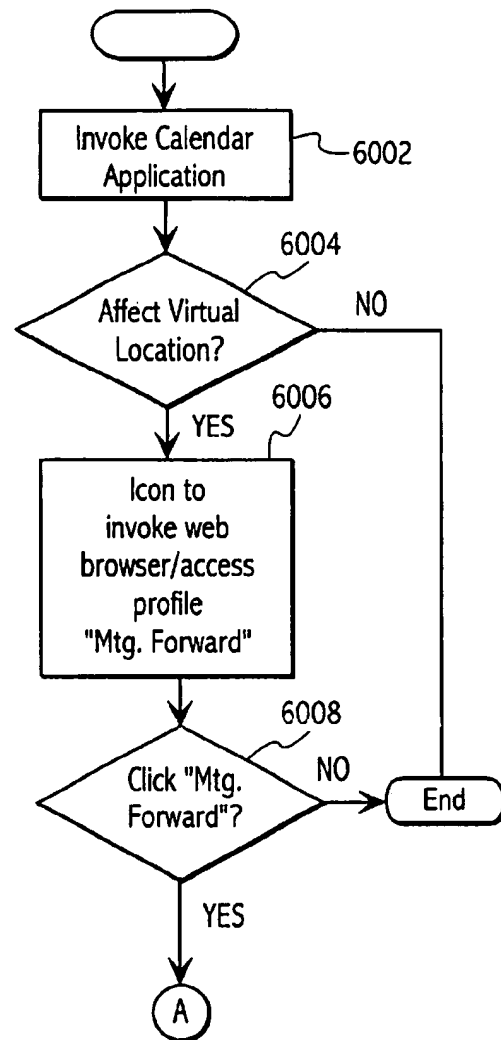 Invoke Calendar
Application
6002
6004
Affect Virtual
Location?
NO
YES
6006
Icon to
invoke web
browser/access
profile
"Mtg. Forward"
6008
Click "Mtg.
Forward"?
NO
End
YES
A